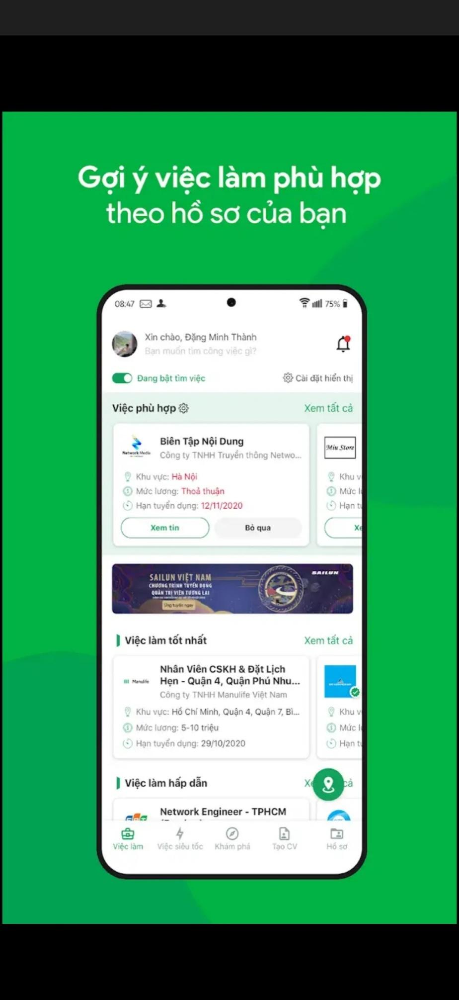 Gợi ý việc làm phù hợp
theo hồ sơ của bạn
08:47
75%
Xin chào, Đặng Minh Thành
Bạn muốn tìm công việc gì?
Đang bật tìm việc
Cài đặt hiển thị
Việc phù hợp
Xem tất cả
Network Media
Biên Tập Nội Dung
Công ty TNHH Truyền thông Netwo...
Khu vực: Hà Nội
Mức lương: Thoả thuận
Hạn tuyển dụng: 12/11/2020
Xem tin
Bỏ qua
Miu Store
Khu v
Mức l
Hạn t
Xe
SAILUN VIỆT NAM
CHƯƠNG TRÌNH TUYỂN DỤNG
QUẢN TRỊ VIÊN TƯƠNG LAI
Ứng tuyển ngay
SAILUN
Việc làm tốt nhất
Xem tất cả
Manulife
Nhân Viên CSKH & Đặt Lịch
Hẹn - Quận 4, Quận Phú Nhu...
Công ty TNHH Manulife Việt Nam
Khu vực: Hồ Chí Minh, Quận 4, Quận 7, Bì...
Mức lương: 5-10 triệu
Hạn tuyển dụng: 29/10/2020
Khu v
Mức l
Hạn t
Việc làm hấp dẫn
Xe
cả
FPT
Network Engineer - TPHCM
Việc làm
Việc siêu tốc
Khám phá
Tạo CV
Hồ sơ